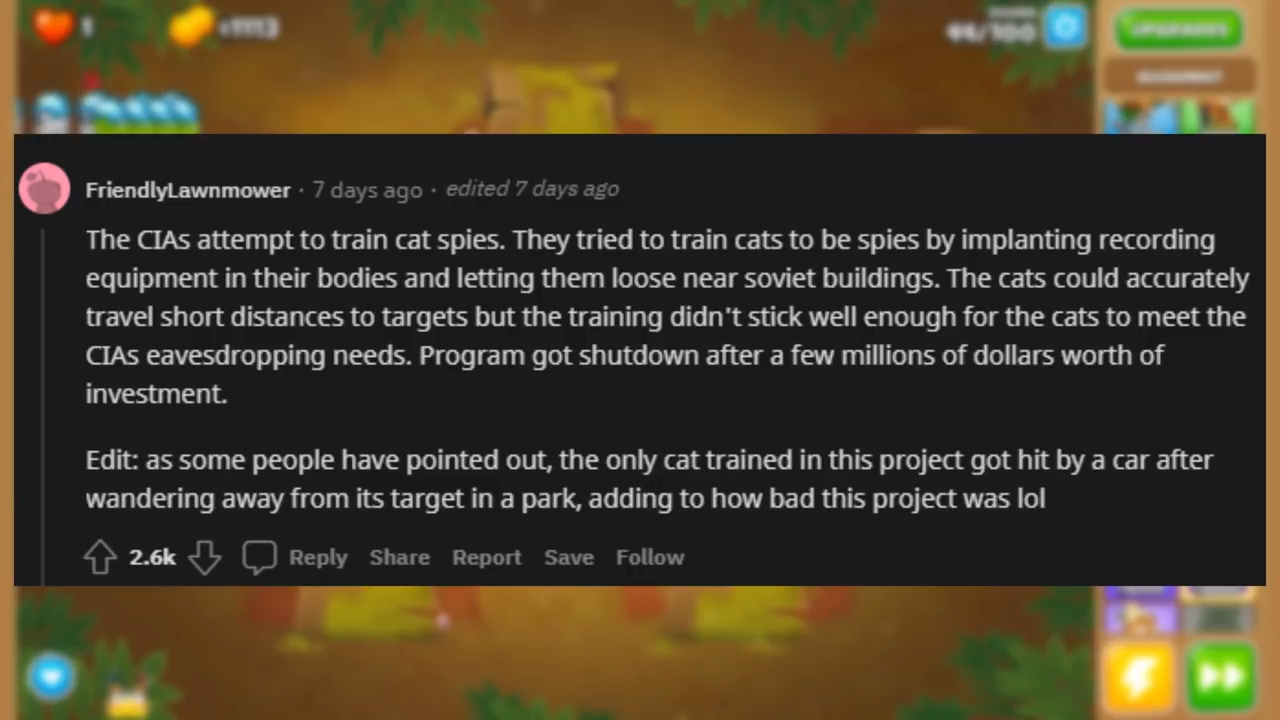 1
FriendlyLawnmower · 7 days ago · edited 7 days ago
The CIAs attempt to train cat spies. They tried to train cats to be spies by implanting recording
equipment in their bodies and letting them loose near soviet buildings. The cats could accurately
travel short distances to targets but the training didn't stick well enough for the cats to meet the
CIAs eavesdropping needs. Program got shutdown after a few millions of dollars worth of
investment.
Edit: as some people have pointed out, the only cat trained in this project got hit by a car after
wandering away from its target in a park, adding to how bad this project was lol
2.6k Reply Share Report Save Follow